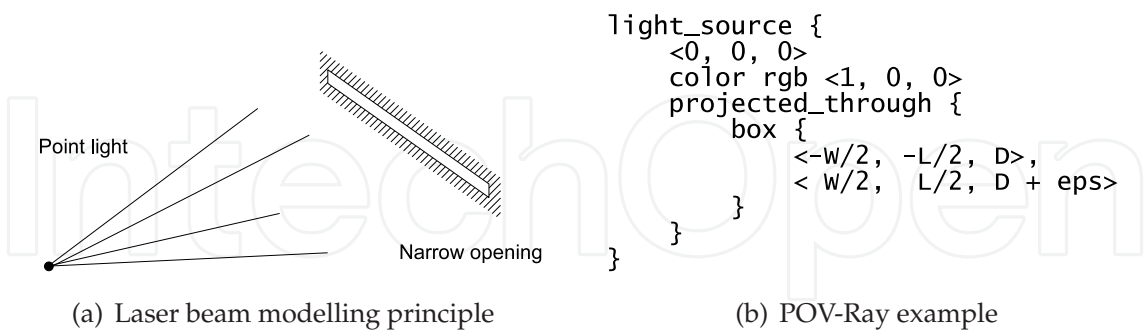 Point light
Narrow opening
(a) Laser beam modelling principle
light_source {
    <0, 0, 0>
    color rgb <1, 0, 0>
    projected_through {
        box {
            <-W/2, -L/2, D>,
            < W/2,  L/2, D + eps>
        }
    }
}
(b) POV-Ray example
IntechOpen